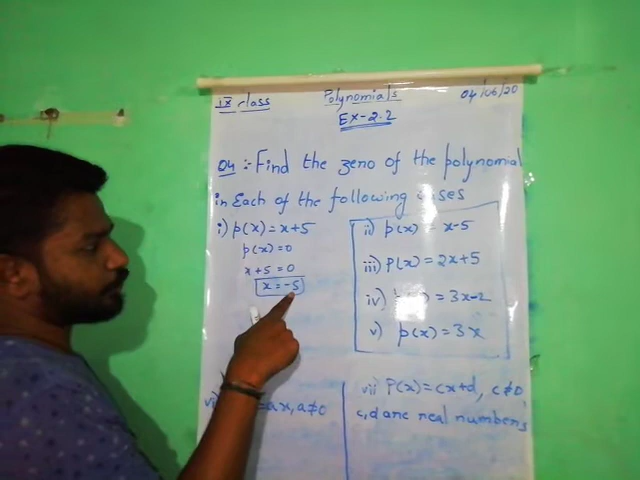 IX class
Polynomials
04/06/20
Ex-2.2
Q4:- Find the zeno of the polynomial
in Each of the following cases
i) p(x) = x+5
p(x) = 0
x+5 = 0
x = -5
ii) p(x) = x-5
iii) P(x) = 2x+5
iv) ) = 3x-2
v) p(x) = 3x
vi) = ax, a≠0
vii P(x) = cx+d, c≠0,
c,d are real numbers